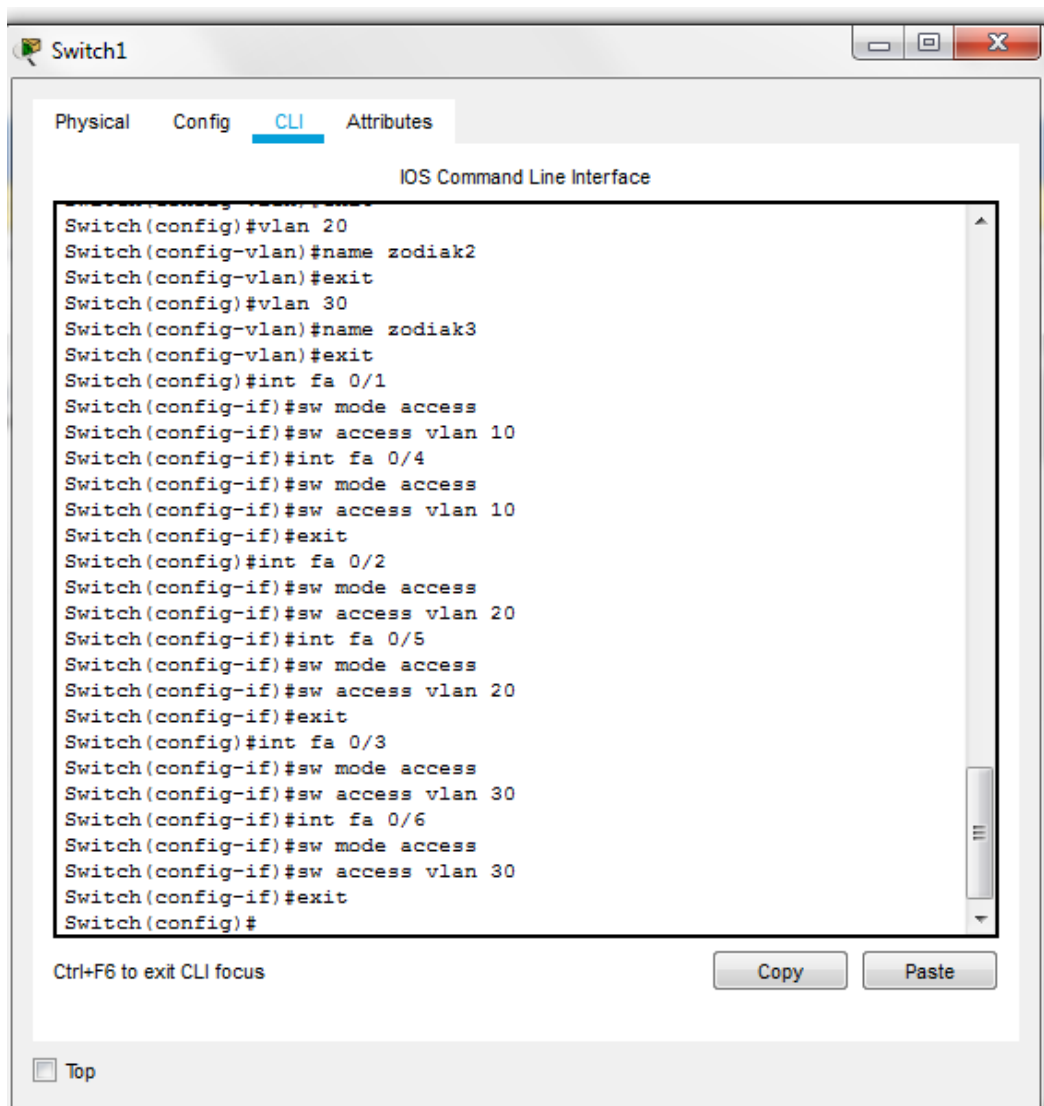 Switch1
Physical Config CLI Attributes
IOS Command Line Interface
Switch(config)#vlan 20
Switch(config-vlan)#name zodiak2
Switch(config-vlan)#exit
Switch(config)#vlan 30
Switch(config-vlan)#name zodiak3
Switch(config-vlan)#exit
Switch(config)#int fa 0/1
Switch(config-if)#sw mode access
Switch(config-if)#sw access vlan 10
Switch(config-if)#int fa 0/4
Switch(config-if)#sw mode access
Switch(config-if)#sw access vlan 10
Switch(config-if)#exit
Switch(config)#int fa 0/2
Switch(config-if)#sw mode access
Switch(config-if)#sw access vlan 20
Switch(config-if)#int fa 0/5
Switch(config-if)#sw mode access
Switch(config-if)#sw access vlan 20
Switch(config-if)#exit
Switch(config)#int fa 0/3
Switch(config-if)#sw mode access
Switch(config-if)#sw access vlan 30
Switch(config-if)#int fa 0/6
Switch(config-if)#sw mode access
Switch(config-if)#sw access vlan 30
Switch(config-if)#exit
Switch(config)#
Ctrl+F6 to exit CLI focus Copy Paste
Top